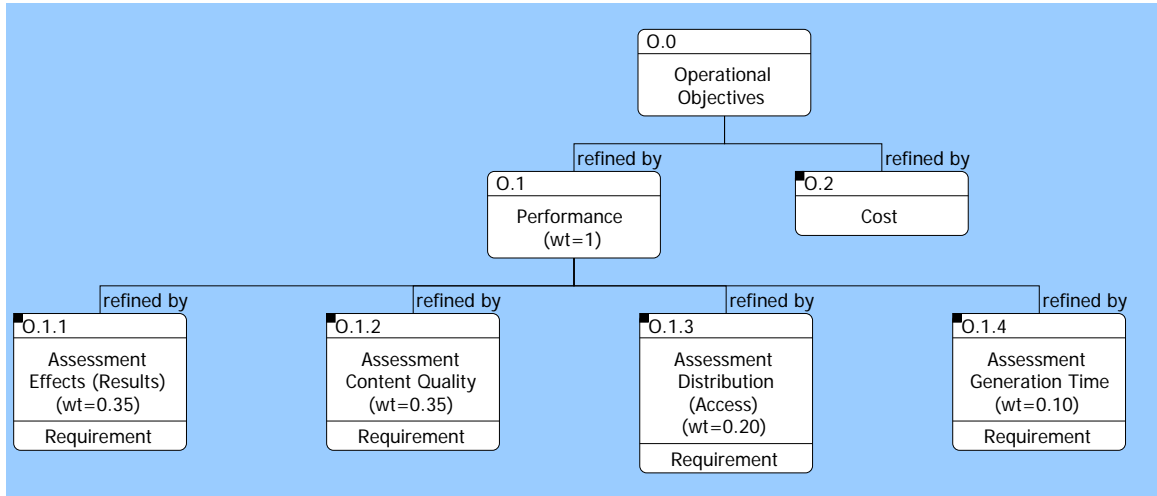 O.0
Operational
Objectives
refined by
refined by
O.1
Performance
(wt=1)
O.2
Cost
refined by
refined by
refined by
refined by
O.1.1
Assessment
Effects (Results)
(wt=0.35)
Requirement
O.1.2
Assessment
Content Quality
(wt=0.35)
Requirement
O.1.3
Assessment
Distribution
(Access)
(wt=0.20)
Requirement
O.1.4
Assessment
Generation Time
(wt=0.10)
Requirement